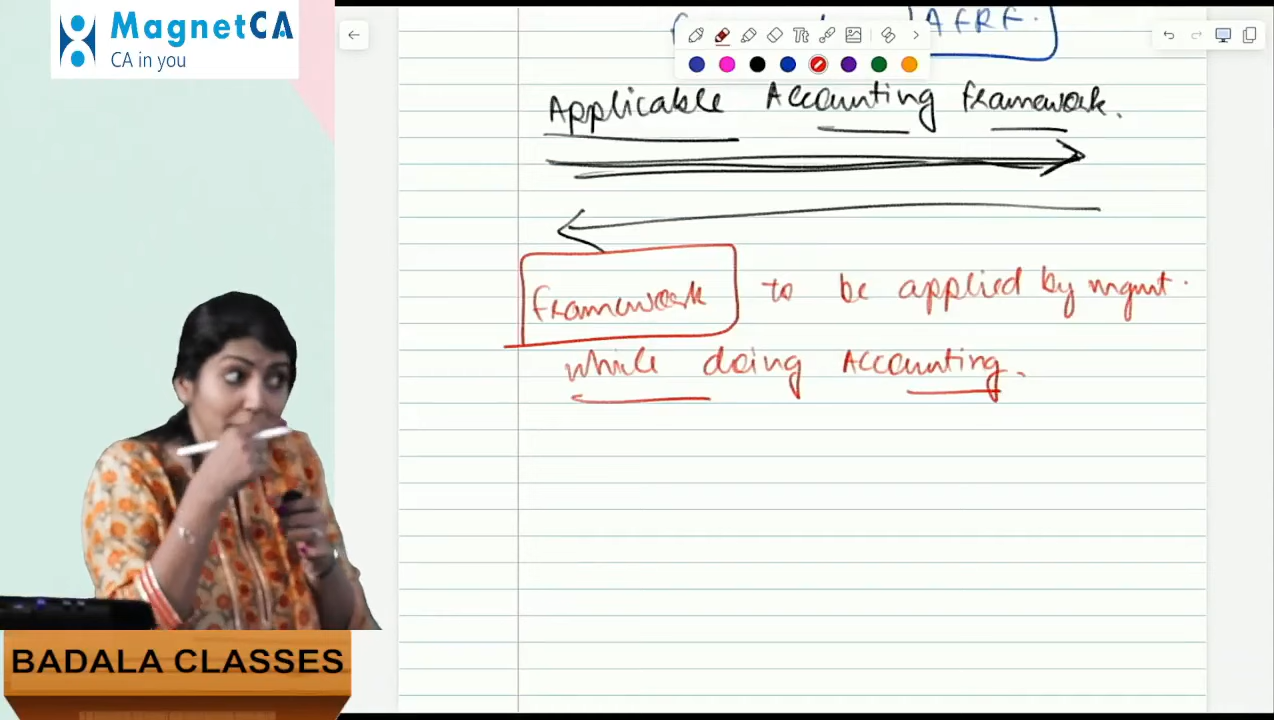 MagnetCA
CA in you
AFRF.
Tt
Applicable Accounting framework.
framework to be applied by mgmt.
while doing Accounting.
BADALA CLASSES